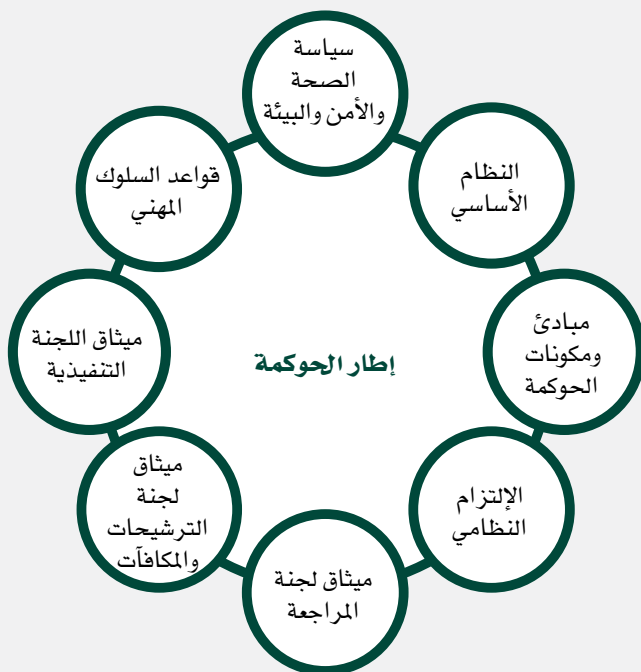 سياسة
الصحة
والأمن والبيئة
النظام
الأساسي
مبادئ
ومكونات
الحوكمة
الإلتزام
النظامي
ميثاق لجنة
المراجعة
ميثاق
لجنة
الترشيحات
والمكافآت
ميثاق اللجنة
التنفيذية
قواعد السلوك
المهني
إطار الحوكمة